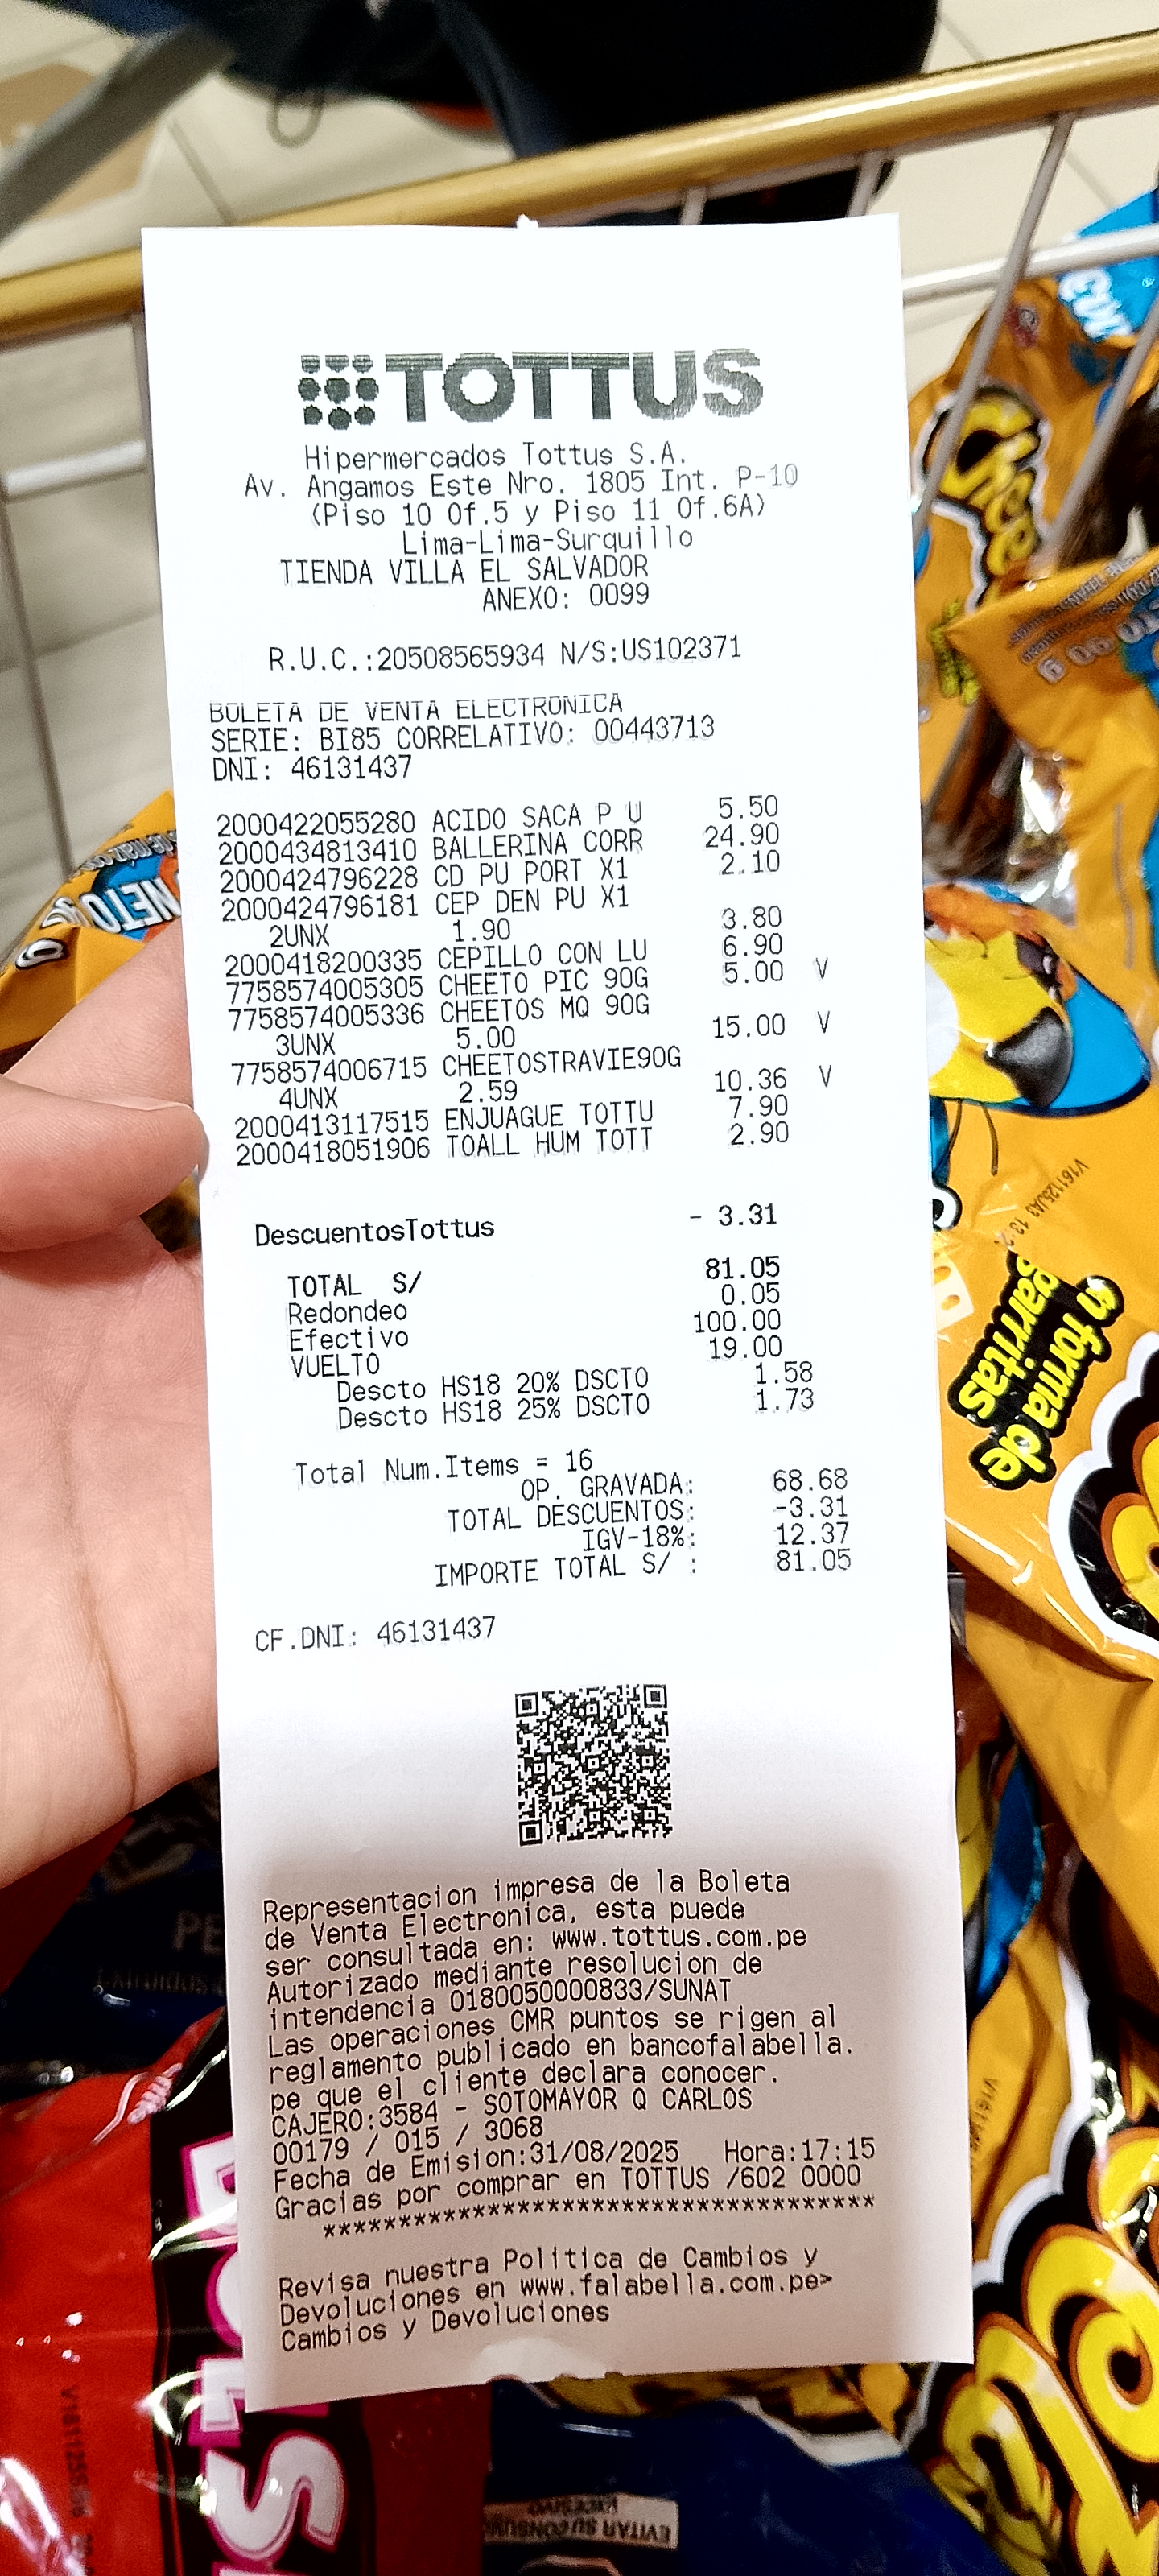 TOTTUS
Hipermercados Tottus S.A.
Av. Angamos Este Nro. 1805 Int. P-10
(Piso 10 Of.5 y Piso 11 Of.6A)
Lima-Lima-Surquillo
TIENDA VILLA EL SALVADOR
ANEXO: 0099
R.U.C.:20508565934 N/S:US102371
BOLETA DE VENTA ELECTRONICA
SERIE: BI85 CORRELATIVO: 00443713
DNI: 46131437
2000422055280 ACIDO SACA P U 5.50
2000434813410 BALLERINA CORR 24.90
2000424796228 CD PU PORT X1 2.10
2000424796181 CEP DEN PU X1
2UNX 1.90 3.80
2000418200335 CEPILLO CON LU 6.90
7758574005305 CHEETO PIC 90G 5.00 V
7758574005336 CHEETOS MQ 90G
3UNX 5.00 15.00 V
7758574006715 CHEETOSTRAVIE90G
4UNX 2.59 10.36 V
2000413117515 ENJUAGUE TOTTU 7.90
2000418051906 TOALL HUM TOTT 2.90
DescuentosTottus - 3.31
TOTAL S/ 81.05
Redondeo 0.05
Efectivo 100.00
VUELTO 19.00
Descto HS18 20% DSCTO 1.58
Descto HS18 25% DSCTO 1.73
Total Num.Items = 16
OP. GRAVADA: 68.68
TOTAL DESCUENTOS: -3.31
IGV-18%: 12.37
IMPORTE TOTAL S/ : 81.05
CF.DNI: 46131437
Representacion impresa de la Boleta
de Venta Electronica, esta puede
ser consultada en: www.tottus.com.pe
Autorizado mediante resolucion de
intendencia 0180050000833/SUNAT
Las operaciones CMR puntos se rigen al
reglamento publicado en bancofalabella.
pe que el cliente declara conocer.
CAJERO:3584 - SOTOMAYOR Q CARLOS
00179 / 015 / 3068
Fecha de Emision:31/08/2025 Hora:17:15
Gracias por comprar en TOTTUS /602 0000
********************************************
Revisa nuestra Politica de Cambios y
Devoluciones en www.falabella.com.pe>
Cambios y Devoluciones
Chee
NETO
n forma de
garritas